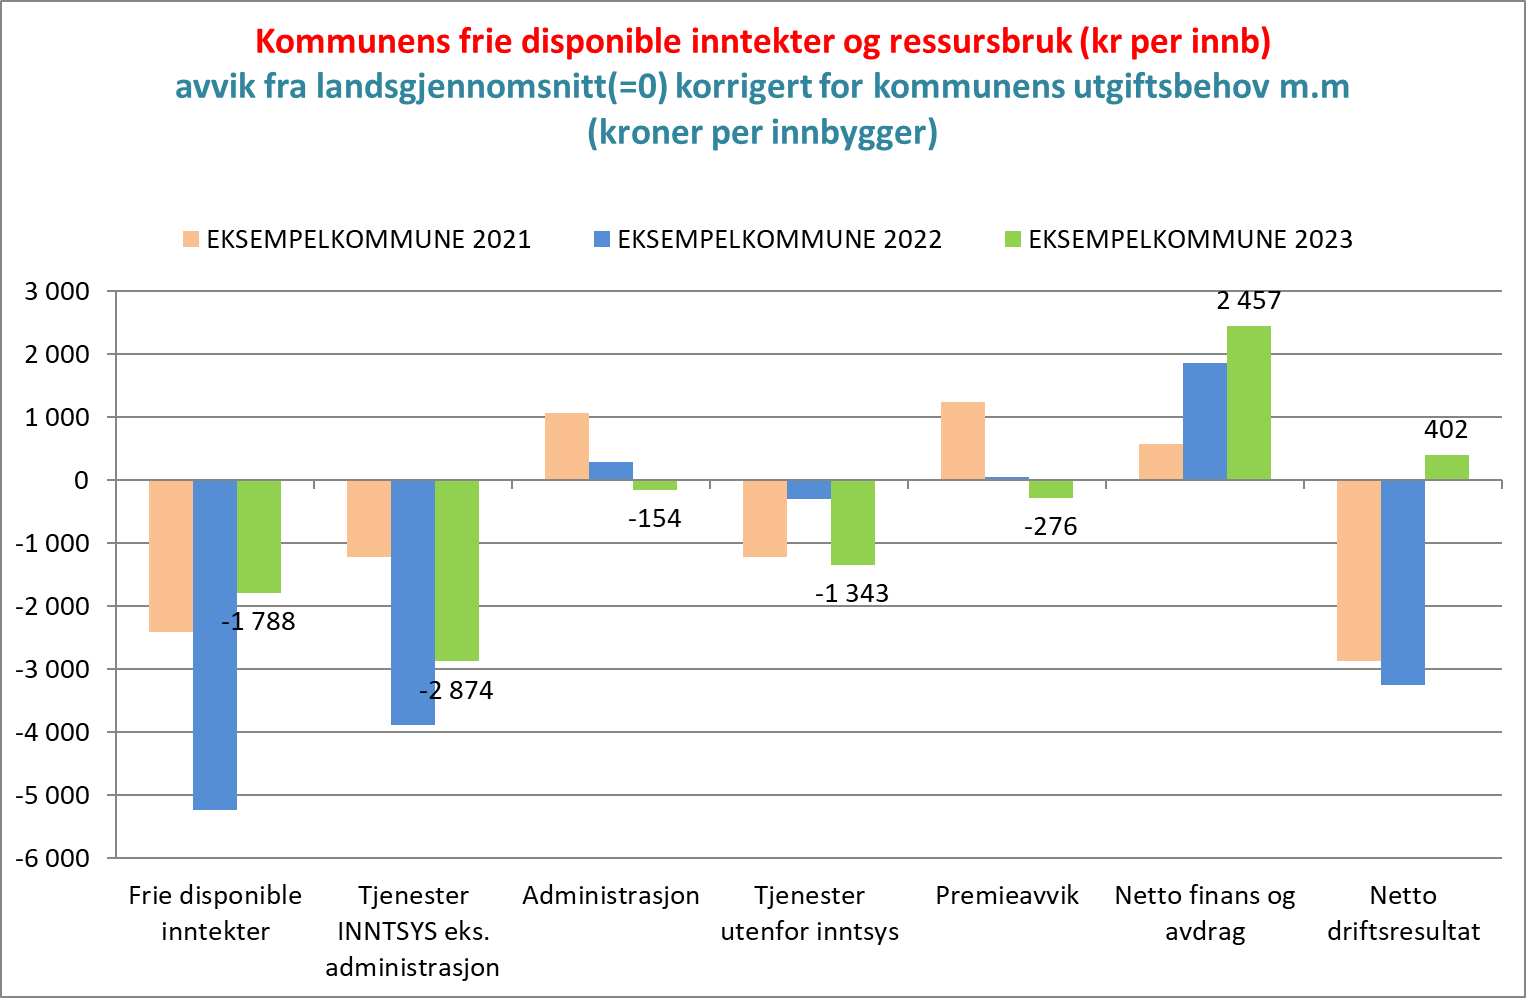 Kommunens frie disponible inntekter og ressursbruk (kr per innb)
avvik fra landsgjennomsnitt(=0) korrigert for kommunens utgiftsbehov m.m
(kroner per innbygger)
EKSEMPELKOMMUNE 2021 EKSEMPELKOMMUNE 2022 EKSEMPELKOMMUNE 2023
3 000
2 000
1 000
0
-1 000
-2 000
-3 000
-4 000
-5 000
-6 000
-1 788
-2 874
-154
-1 343
-276
2 457
402
Frie disponible
inntekter
Tjenester
INNTSYS eks.
administrasjon
Administrasjon
Tjenester
utenfor inntsys
Premieavvik
Netto finans og
avdrag
Netto
driftsresultat